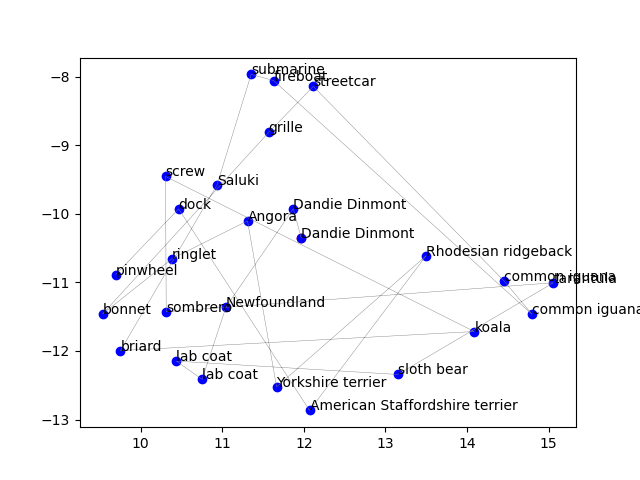 submarine
fireboat
streetcar
−8
grille
−9
screw
Saluki
dock
Dandie Dinmont
−10
Angora
Dandie Dinmont
Rhodesian ridgeback
ringlet
pinwheel
common iguana
tarantula
−11
bonnet
sombrero
Newfoundland
common iguana
koala
briard
−12
lab coat
lab coat
sloth bear
Yorkshire terrier
American Staffordshire terrier
−13
10 11 12 13 14 15